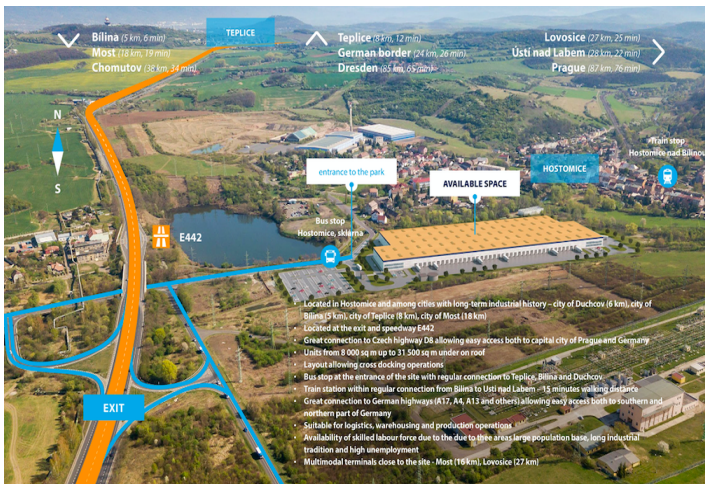 Bílina (5 km, 6 min)
Most (18 km, 19 min)
Chomutov (38 km, 34 min)
TEPLICE
Teplice (8 km, 12 min)
German border (24 km, 26 min)
Dresden (85 km, 65 min)
Lovosice (27 km, 25 min)
Ústí nad Labem (28 km, 22 min)
Prague (87 km, 76 min)
N
S
entrance to the park
AVAILABLE SPACE
HOSTOMICE
Train stop
Hostomice nad Bílinou
E442
Bus stop
Hostomice, sklárna
EXIT
• Located in Hostomice and among cities with long-term industrial history – city of Duchcov (6 km), city of
Bílina (5 km), city of Teplice (8 km), city of Most (18 km)
• Located at the exit and speedway E442
• Great connection to Czech highway D8 allowing easy access both to capital city of Prague and Germany
• Units from 8 000 sq m up to 31 500 sq m under on roof
• Layout allowing cross docking operations
• Bus stop at the entrance of the site with regular connection to Teplice, Bilina and Duchcov
• Train station within regular connection from Bilina to Usti nad Labem – 15 minutes walking distance
• Great connection to German highways (A17, A4, A13 and others) allowing easy access both to southern and
northern part of Germany
• Suitable for logistics, warehousing and production operations
• Availability of skilled labour force due to the due to thee areas large population base, long industrial
tradition and high unemployment
• Multimodal terminals close to the site - Most (16 km), Lovosice (27 km)